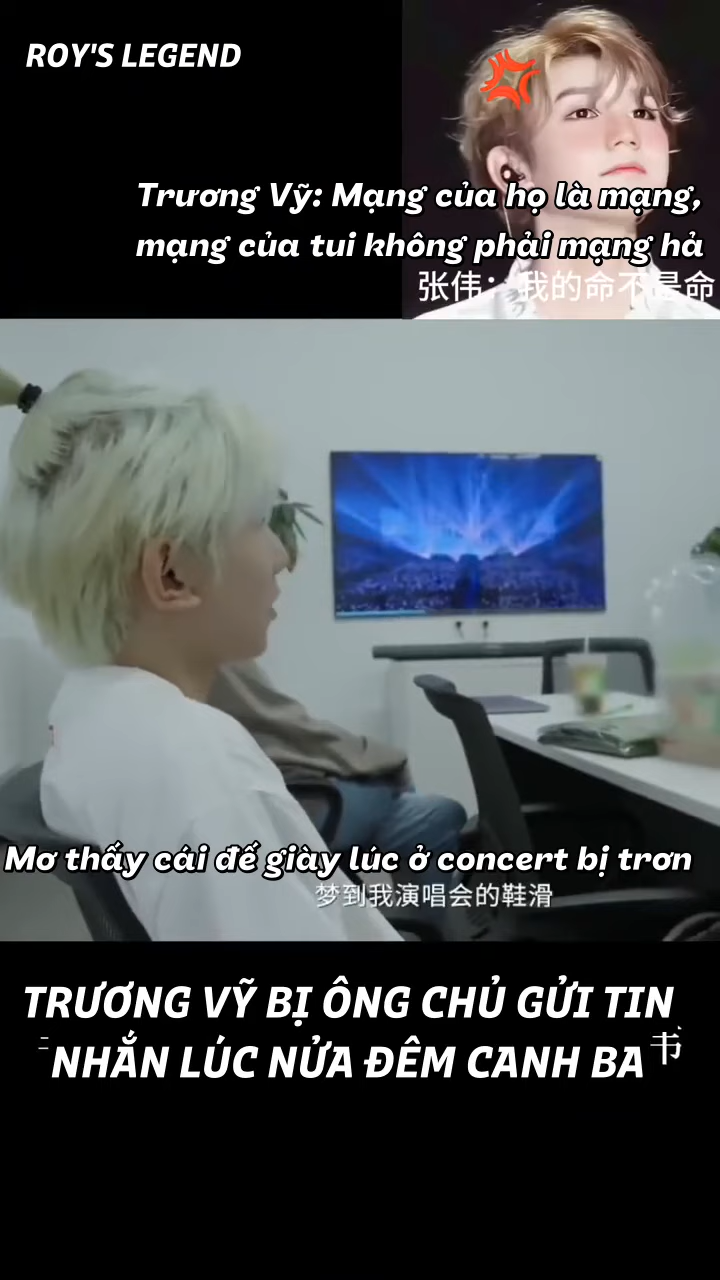 ROY'S LEGEND
Trương Vỹ: Mạng của họ là mạng,
mạng của tui không phải mạng hả
张伟：我的命不是命
Mơ thấy cái đế giày lúc ở concert bị trơn
梦到我演唱会的鞋滑
TRƯƠNG VỸ BỊ ÔNG CHỦ GỬI TIN
NHẮN LÚC NỬA ĐÊM CANH BA
书